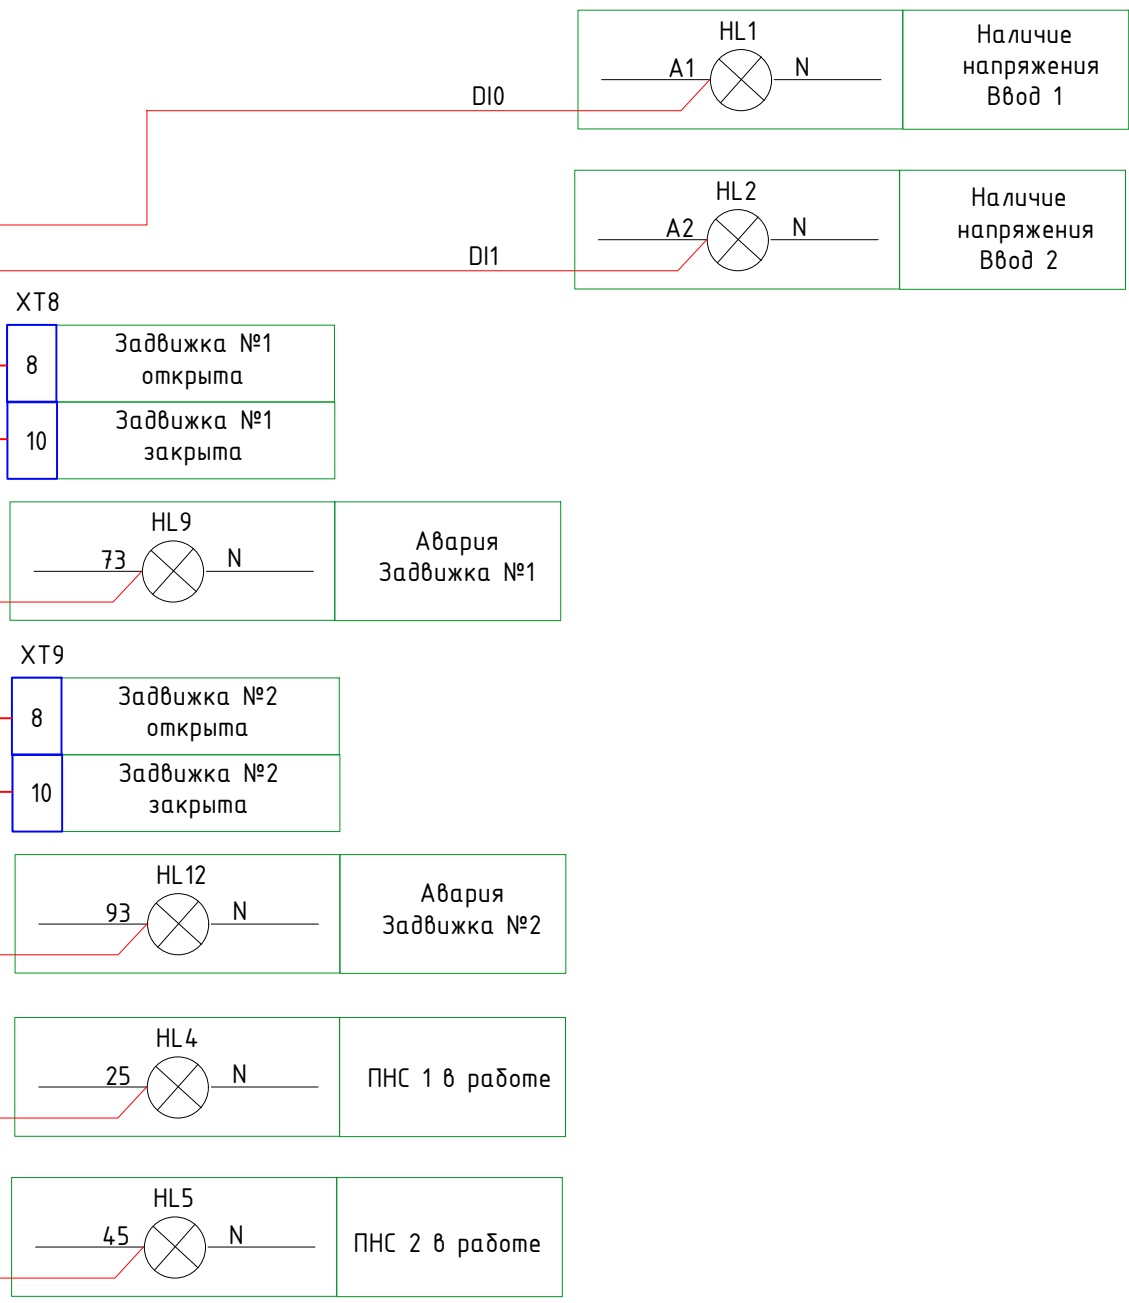 HL1
A1
N
Наличие
напряжения
Ввод 1
DI0
HL2
A2
N
Наличие
напряжения
Ввод 2
DI1
XT8
8
Задвижка №1
открыта
10
Задвижка №1
закрыта
HL9
73
N
Авария
Задвижка №1
XT9
8
Задвижка №2
открыта
10
Задвижка №2
закрыта
HL12
93
N
Авария
Задвижка №2
HL4
25
N
ПНС 1 в работе
HL5
45
N
ПНС 2 в работе